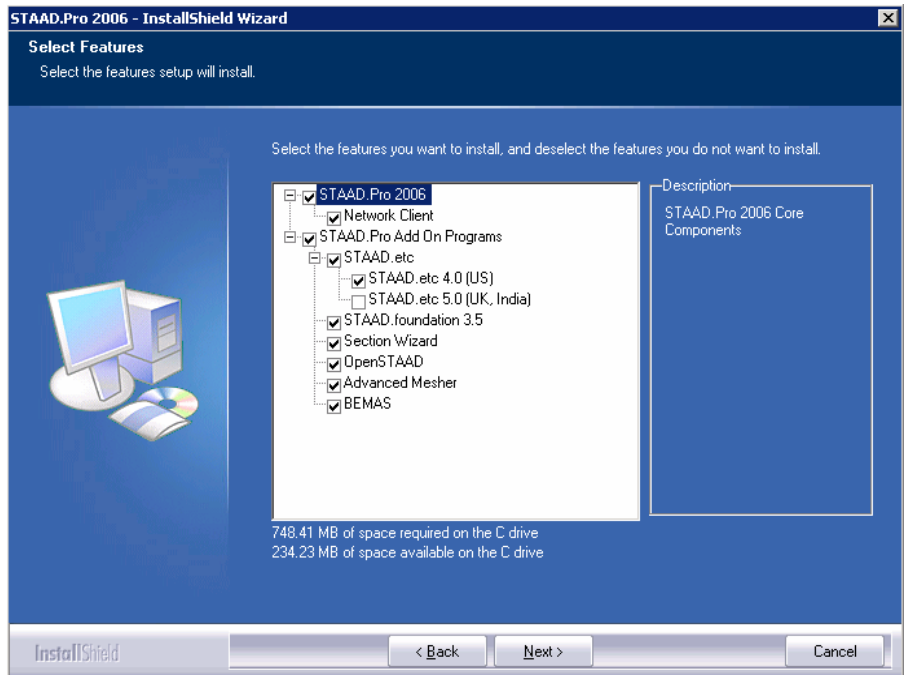 STAAD.Pro 2006 - InstallShield Wizard
Select Features
Select the features setup will install.
Select the features you want to install, and deselect the features you do not want to install.
STAAD.Pro 2006
Network Client
STAAD.Pro Add On Programs
STAAD.etc
STAAD.etc 4.0 (US)
STAAD.etc 5.0 (UK, India)
STAAD.foundation 3.5
Section Wizard
OpenSTAAD
Advanced Mesher
BEMAS
Description
STAAD.Pro 2006 Core
Components
748.41 MB of space required on the C drive
234.23 MB of space available on the C drive
InstallShield
< Back
Next >
Cancel